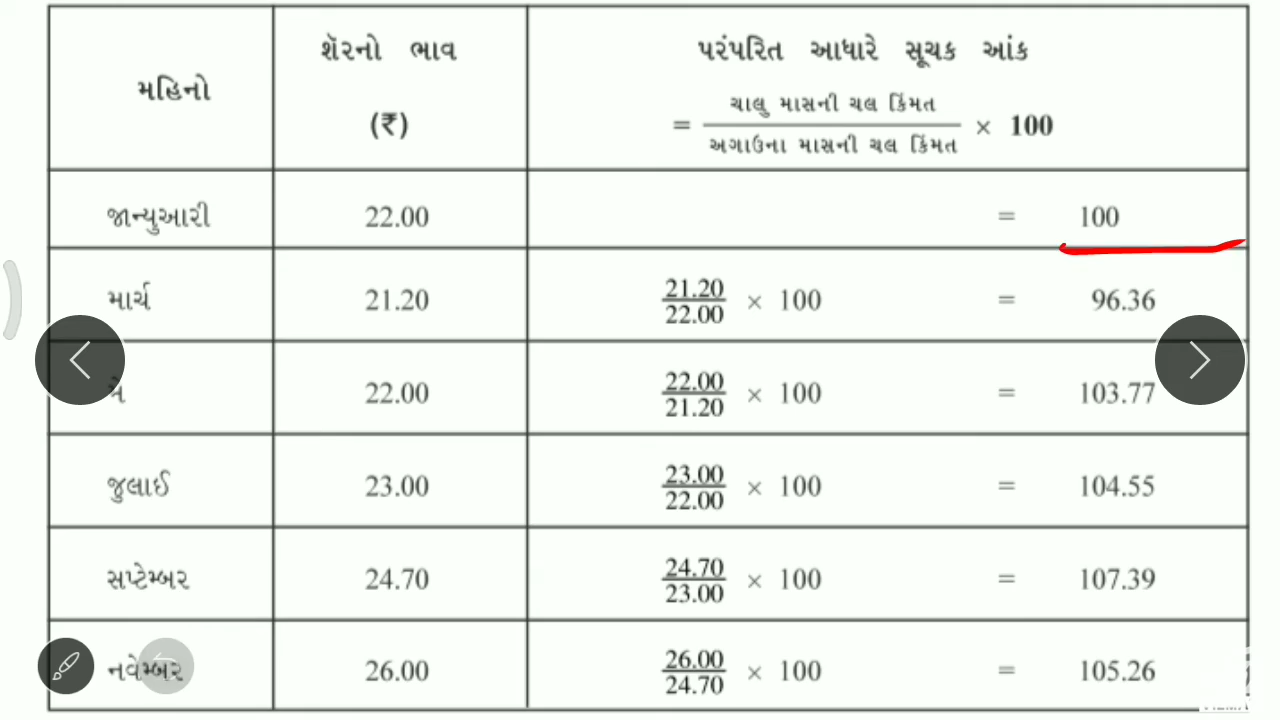 મહિનો શૅરનો ભાવ (₹) પરંપરિત આધારે સૂચક આંક
= ચાલુ માસની ચલ કિંમત / અગાઉના માસની ચલ કિંમત × 100
જાન્યુઆરી 22.00 = 100
માર્ચ 21.20 21.20/22.00 × 100 = 96.36
મે 22.00 22.00/21.20 × 100 = 103.77
જુલાઈ 23.00 23.00/22.00 × 100 = 104.55
સપ્ટેમ્બર 24.70 24.70/23.00 × 100 = 107.39
નવેમ્બર 26.00 26.00/24.70 × 100 = 105.26